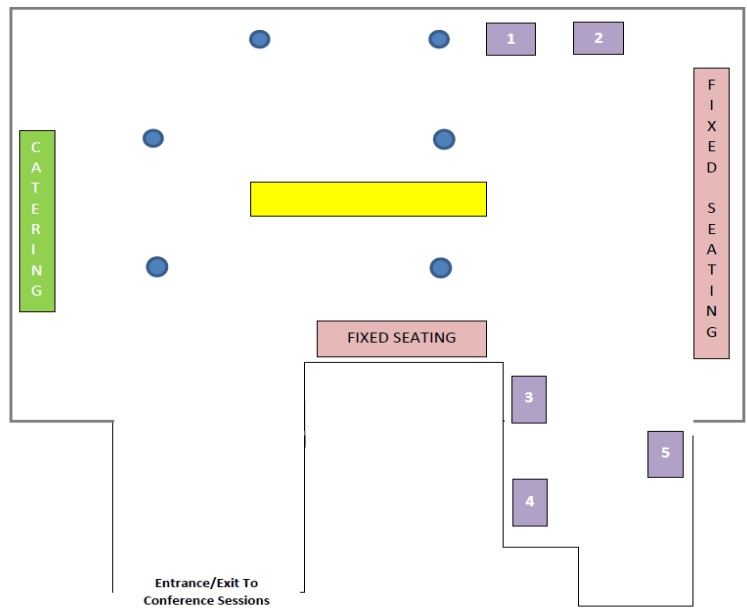 1
2
CATERING
FIXED SEATING
FIXED SEATING
3
5
4
Entrance/Exit To
Conference Sessions